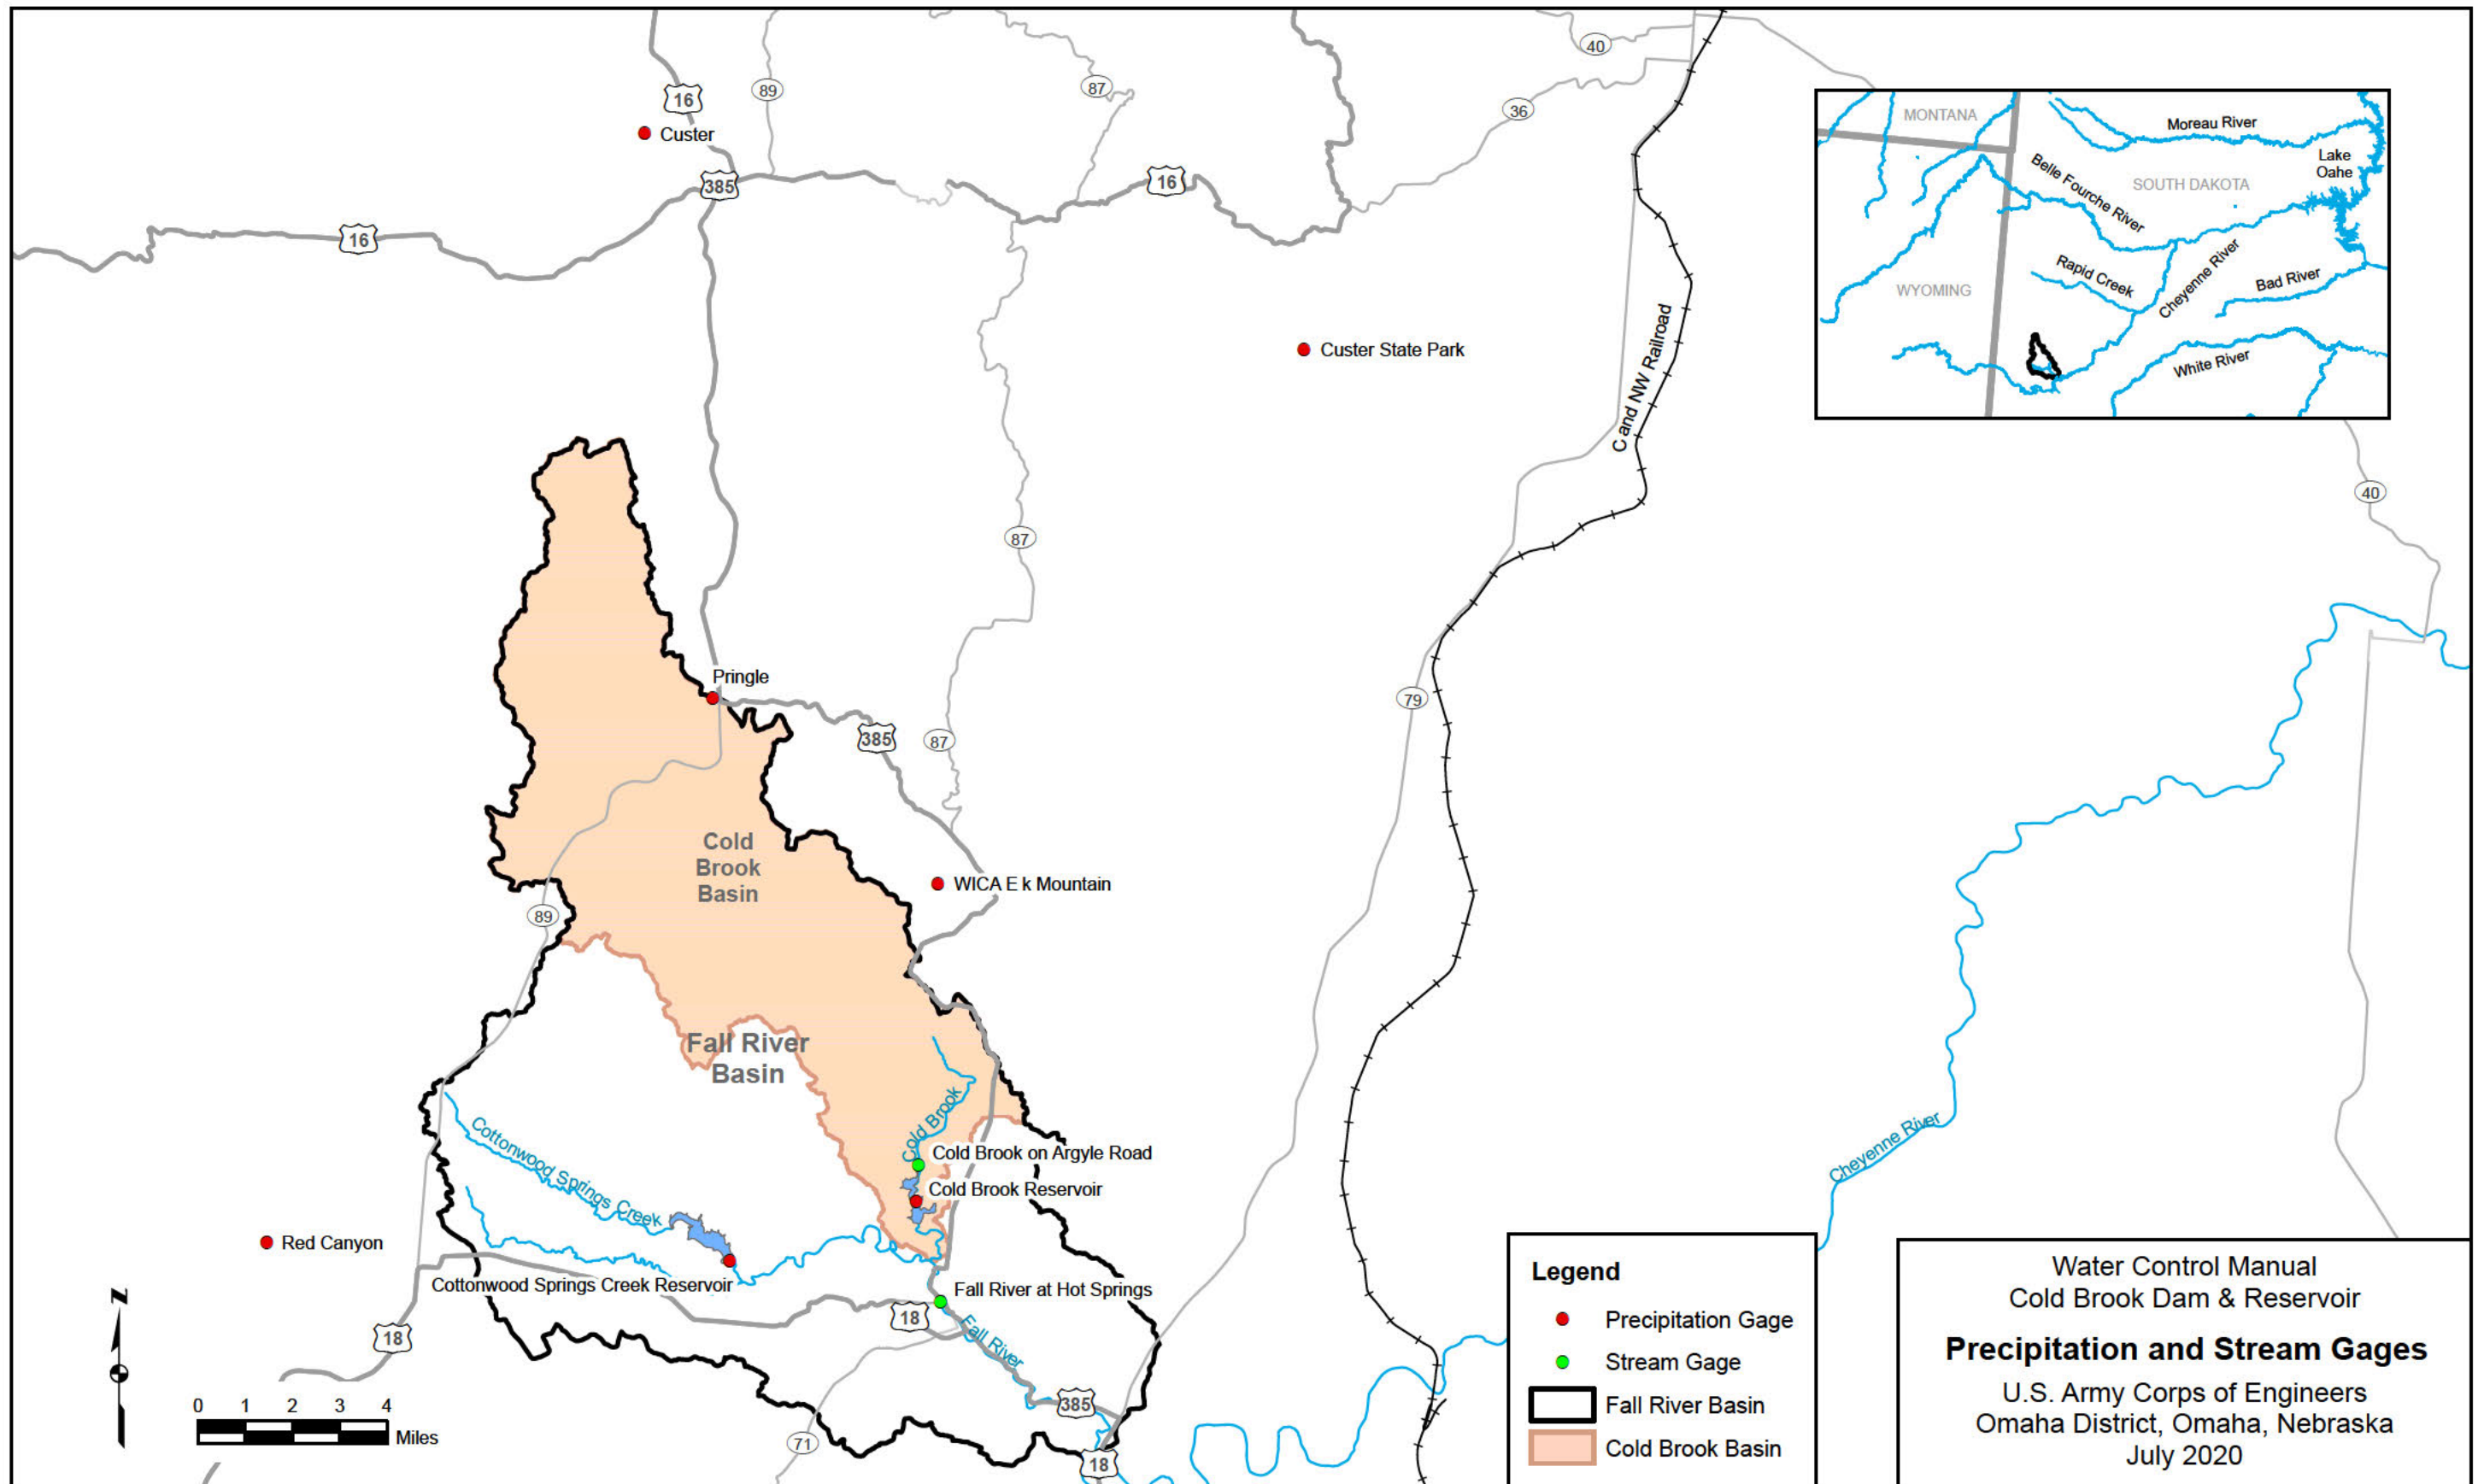 40
16
89
87
36
Custer
385
16
16
MONTANA
Moreau River
Lake
Oahe
Belle Fourche River
SOUTH DAKOTA
Rapid Creek
Cheyenne River
Bad River
WYOMING
White River
Custer State Park
C and NW Railroad
40
87
Pringle
79
385
87
Cold
Brook
Basin
WICA E k Mountain
89
Fall River
Basin
Cold Brook
Cottonwood Springs Creek
Cold Brook on Argyle Road
Cold Brook Reservoir
Cheyenne River
Red Canyon
Cottonwood Springs Creek Reservoir
Fall River at Hot Springs
18
18
Fall River
385
71
18
N
0 1 2 3 4
Miles
Legend
Precipitation Gage
Stream Gage
Fall River Basin
Cold Brook Basin
Water Control Manual
Cold Brook Dam & Reservoir
Precipitation and Stream Gages
U.S. Army Corps of Engineers
Omaha District, Omaha, Nebraska
July 2020